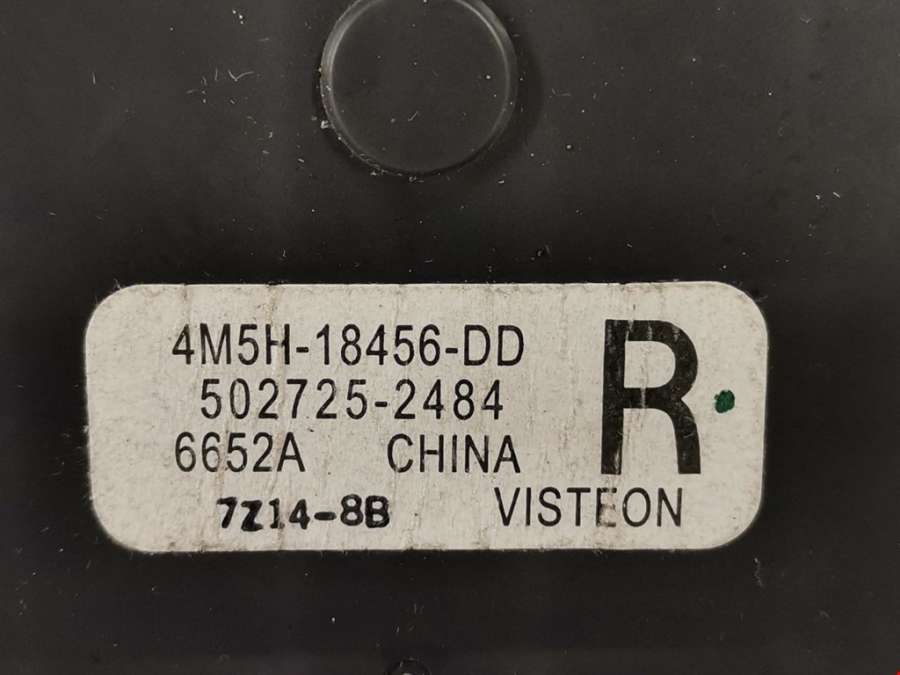 4M5H-18456-DD
502725-2484
6652A CHINA
R
7Z14-8B VISTEON